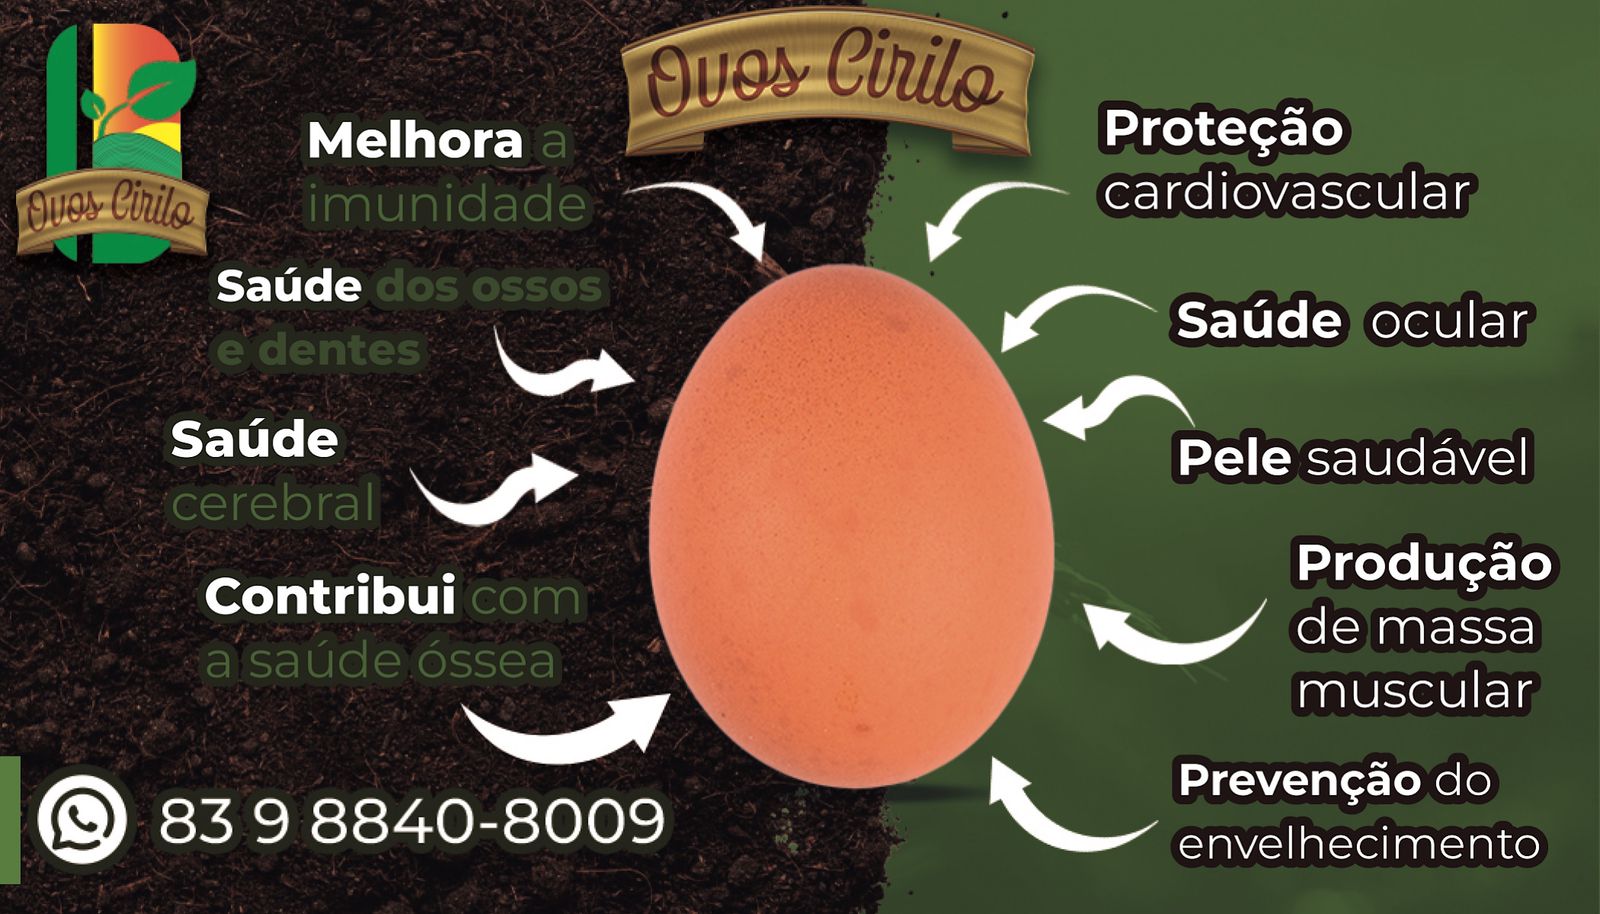 Ovos Cirilo
Ovos Cirilo
Melhora a
imunidade
Saúde dos ossos
e dentes
Saúde
cerebral
Contribui com
a saúde óssea
83 9 8840-8009
Proteção
cardiovascular
Saúde ocular
Pele saudável
Produção
de massa
muscular
Prevenção do
envelhecimento